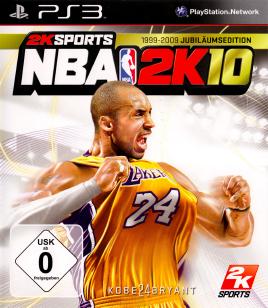 PS3
PlayStation Network
2K SPORTS
1999-2009 JUBILÄUMSEDITION
NBA 2K10
LAKERS
24
USK
ab
0
freigegeben
KOBE 24 BRYANT
2K
SPORTS